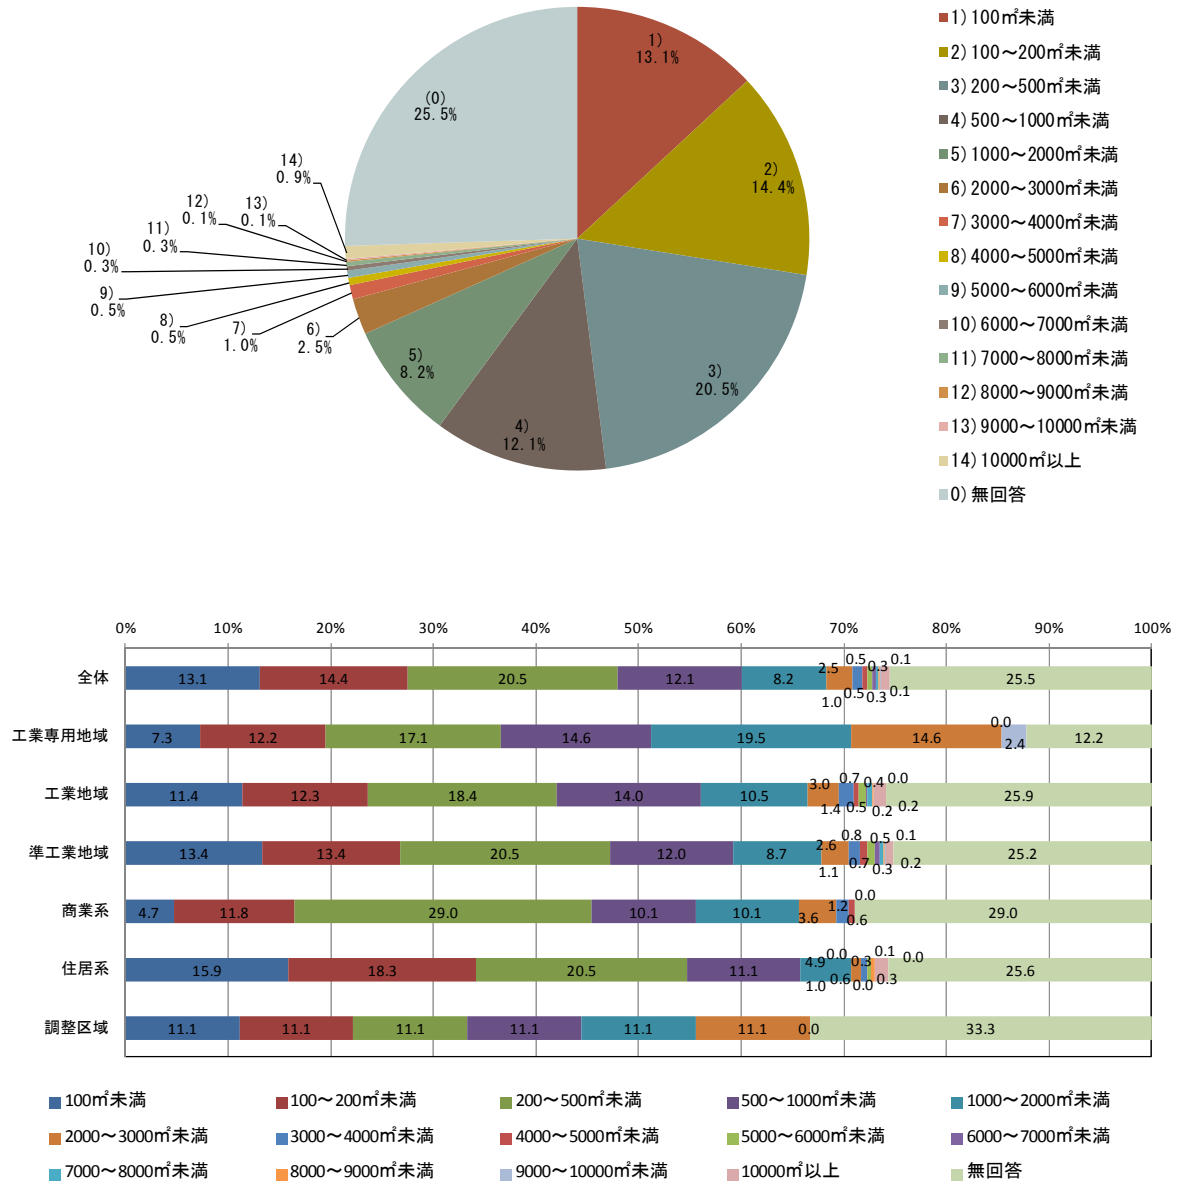 1)
13.1%
2)
14.4%
3)
20.5%
4)
12.1%
5)
8.2%
6)
2.5%
7)
1.0%
8)
0.5%
9)
0.5%
10)
0.3%
11)
0.3%
12)
0.1%
13)
0.1%
14)
0.9%
(0)
25.5%
1) 100㎡未満
2) 100～200㎡未満
3) 200～500㎡未満
4) 500～1000㎡未満
5) 1000～2000㎡未満
6) 2000～3000㎡未満
7) 3000～4000㎡未満
8) 4000～5000㎡未満
9) 5000～6000㎡未満
10) 6000～7000㎡未満
11) 7000～8000㎡未満
12) 8000～9000㎡未満
13) 9000～10000㎡未満
14) 10000㎡以上
0) 無回答
0% 10% 20% 30% 40% 50% 60% 70% 80% 90% 100%
全体 13.1 14.4 20.5 12.1 8.2 2.5 1.0 0.5 0.5 0.3 0.3 0.1 0.1 25.5
工業専用地域 7.3 12.2 17.1 14.6 19.5 14.6 0.0 2.4 12.2
工業地域 11.4 12.3 18.4 14.0 10.5 3.0 1.4 0.7 0.5 0.4 0.2 0.0 0.2 25.9
準工業地域 13.4 13.4 20.5 12.0 8.7 2.6 1.1 0.8 0.7 0.5 0.3 0.1 0.2 25.2
商業系 4.7 11.8 29.0 10.1 10.1 3.6 1.2 0.6 0.0 29.0
住居系 15.9 18.3 20.5 11.1 4.9 1.0 0.0 0.6 0.3 0.0 0.1 0.3 0.0 25.6
調整区域 11.1 11.1 11.1 11.1 11.1 11.1 0.0 33.3
100㎡未満 100～200㎡未満 200～500㎡未満 500～1000㎡未満 1000～2000㎡未満
2000～3000㎡未満 3000～4000㎡未満 4000～5000㎡未満 5000～6000㎡未満 6000～7000㎡未満
7000～8000㎡未満 8000～9000㎡未満 9000～10000㎡未満 10000㎡以上 無回答